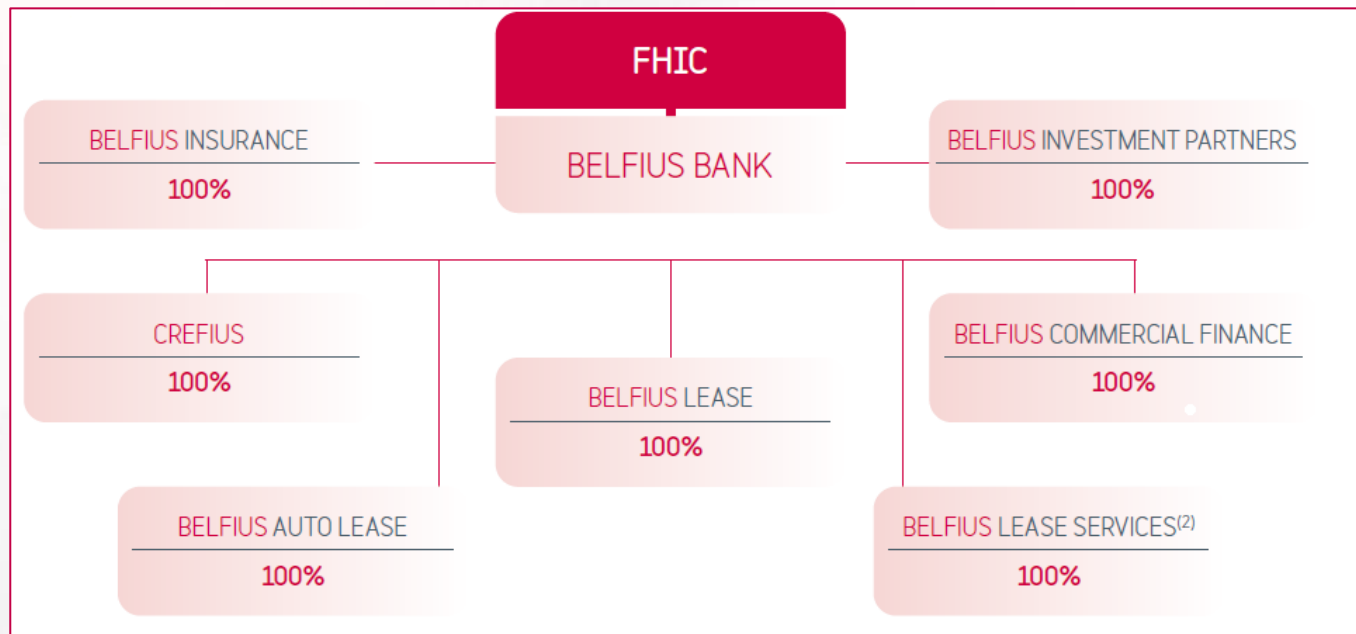 FHIC
BELFIUS BANK
BELFIUS INSURANCE
100%
BELFIUS INVESTMENT PARTNERS
100%
CREFIUS
100%
BELFIUS LEASE
100%
BELFIUS COMMERCIAL FINANCE
100%
BELFIUS AUTO LEASE
100%
BELFIUS LEASE SERVICES(2)
100%